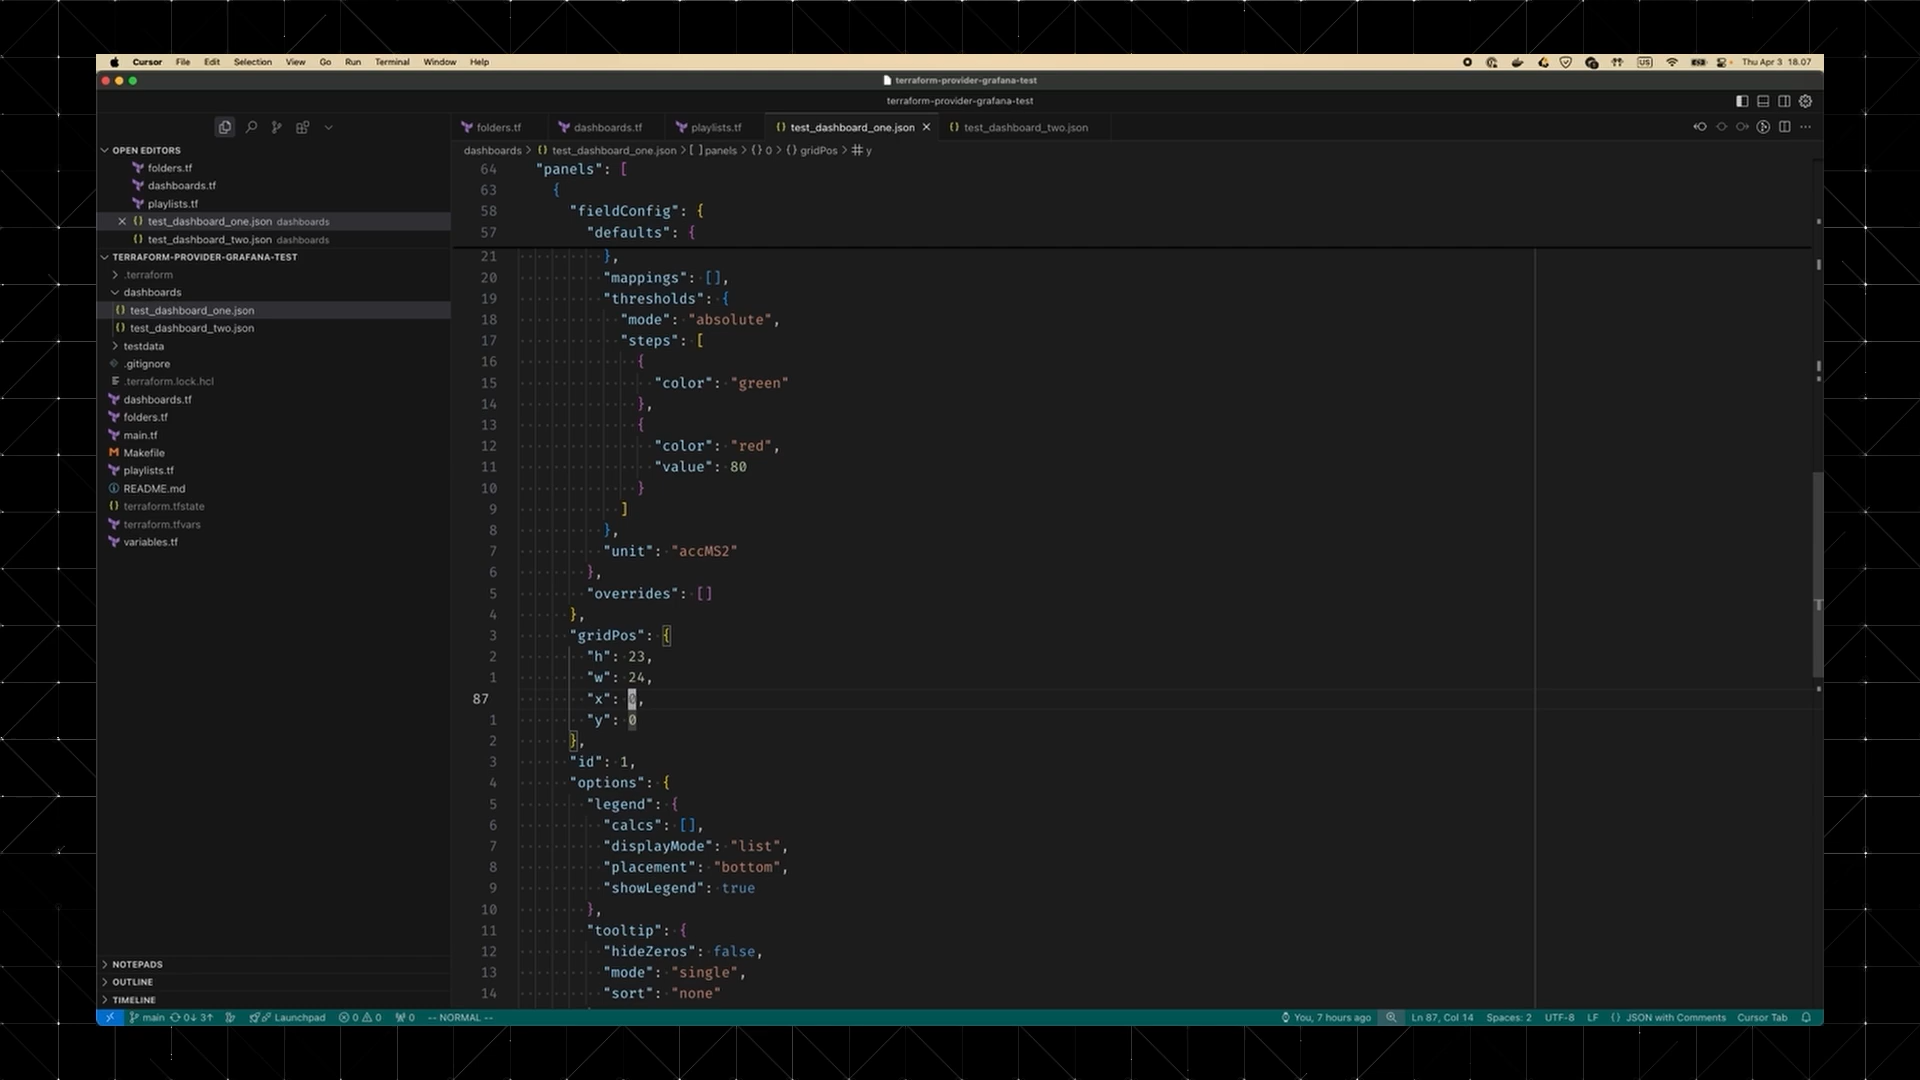 Cursor File Edit Selection View Go Run Terminal Window Help US Thu Apr 3 18.07
terraform-provider-grafana-test
terraform-provider-grafana-test
folders.tf dashboards.tf playlists.tf test_dashboard_one.json test_dashboard_two.json
dashboards > {} test_dashboard_one.json > [ ] panels > {} 0 > {} gridPos > # y
OPEN EDITORS
folders.tf
dashboards.tf
playlists.tf
{} test_dashboard_one.json dashboards
{} test_dashboard_two.json dashboards
TERRAFORM-PROVIDER-GRAFANA-TEST
.terraform
dashboards
{} test_dashboard_one.json
{} test_dashboard_two.json
testdata
.gitignore
.terraform.lock.hcl
dashboards.tf
folders.tf
main.tf
M Makefile
playlists.tf
README.md
{} terraform.tfstate
terraform.tfvars
variables.tf
NOTEPADS
OUTLINE
TIMELINE
64 "panels": [
63 {
58 "fieldConfig": {
57 "defaults": {
21 },
20 "mappings": [],
19 "thresholds": {
18 "mode": "absolute",
17 "steps": [
16 {
15 "color": "green"
14 },
13 {
12 "color": "red",
11 "value": 80
10 }
9 ]
8 },
7 "unit": "accMS2"
6 },
5 "overrides": []
4 },
3 "gridPos": {
2 "h": 23,
1 "w": 24,
87 "x": 0,
1 "y": 0
2 },
3 "id": 1,
4 "options": {
5 "legend": {
6 "calcs": [],
7 "displayMode": "list",
8 "placement": "bottom",
9 "showLegend": true
10 },
11 "tooltip": {
12 "hideZeros": false,
13 "mode": "single",
14 "sort": "none"
main 0↓ 3↑ Launchpad 0 0 0 -- NORMAL -- You, 7 hours ago Ln 87, Col 14 Spaces: 2 UTF-8 LF {} JSON with Comments Cursor Tab